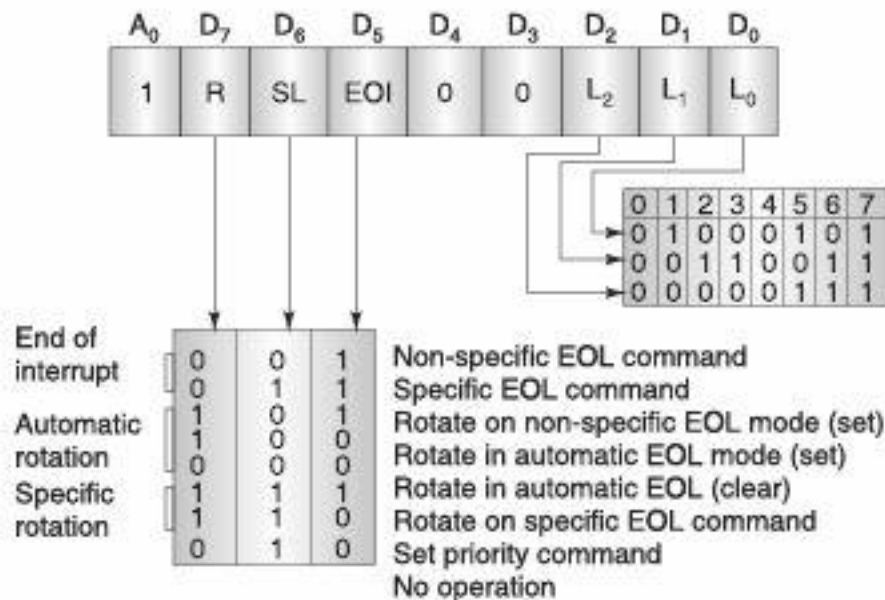 A0 D7 D6 D5 D4 D3 D2 D1 D0
1 R SL EOI 0 0 L2 L1 L0
0 1 2 3 4 5 6 7
0 1 0 0 0 1 0 1
0 0 1 1 0 0 1 1
0 0 0 0 0 1 1 1
End of
interrupt
Automatic
rotation
Specific
rotation
0 0 1
0 1 1
1 0 1
1 0 0
0 0 0
1 1 1
1 1 0
0 1 0
Non-specific EOL command
Specific EOL command
Rotate on non-specific EOL mode (set)
Rotate in automatic EOL mode (set)
Rotate in automatic EOL (clear)
Rotate on specific EOL command
Set priority command
No operation